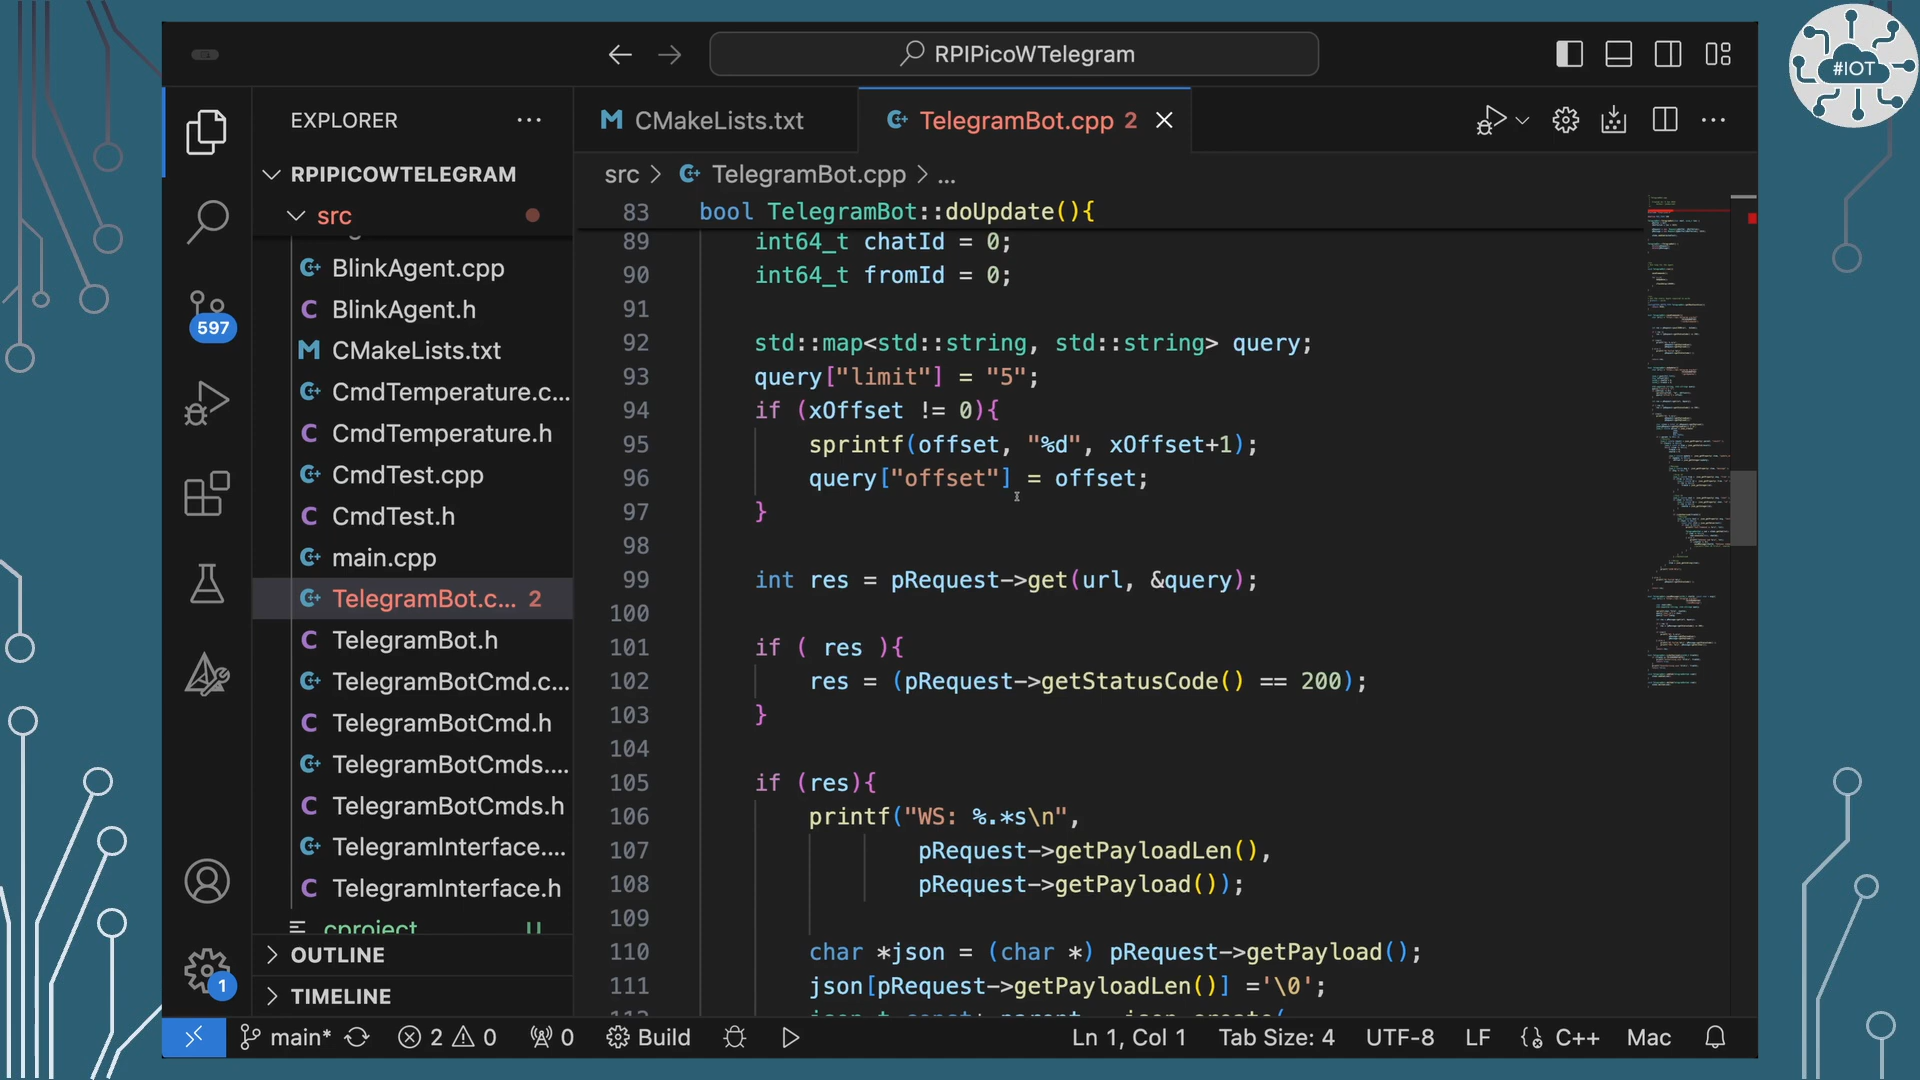 RPIPicoWTelegram
#IOT
EXPLORER
CMakeLists.txt
TelegramBot.cpp 2
src > TelegramBot.cpp > ...
RPIPICOWTELEGRAM
src
BlinkAgent.cpp
BlinkAgent.h
CMakeLists.txt
CmdTemperature.c...
CmdTemperature.h
CmdTest.cpp
CmdTest.h
main.cpp
TelegramBot.c... 2
TelegramBot.h
TelegramBotCmd.c...
TelegramBotCmd.h
TelegramBotCmds....
TelegramBotCmds.h
TelegramInterface....
TelegramInterface.h
cproject U
OUTLINE
TIMELINE
597
1
83 bool TelegramBot::doUpdate(){
89 int64_t chatId = 0;
90 int64_t fromId = 0;
91
92 std::map<std::string, std::string> query;
93 query["limit"] = "5";
94 if (xOffset != 0){
95 sprintf(offset, "%d", xOffset+1);
96 query["offset"] = offset;
97 }
98
99 int res = pRequest->get(url, &query);
100
101 if ( res ){
102 res = (pRequest->getStatusCode() == 200);
103 }
104
105 if (res){
106 printf("WS: %.*s\n",
107 pRequest->getPayloadLen(),
108 pRequest->getPayload());
109
110 char *json = (char *) pRequest->getPayload();
111 json[pRequest->getPayloadLen()] ='\0';
main* 2 0 0 Build
Ln 1, Col 1 Tab Size: 4 UTF-8 LF C++ Mac